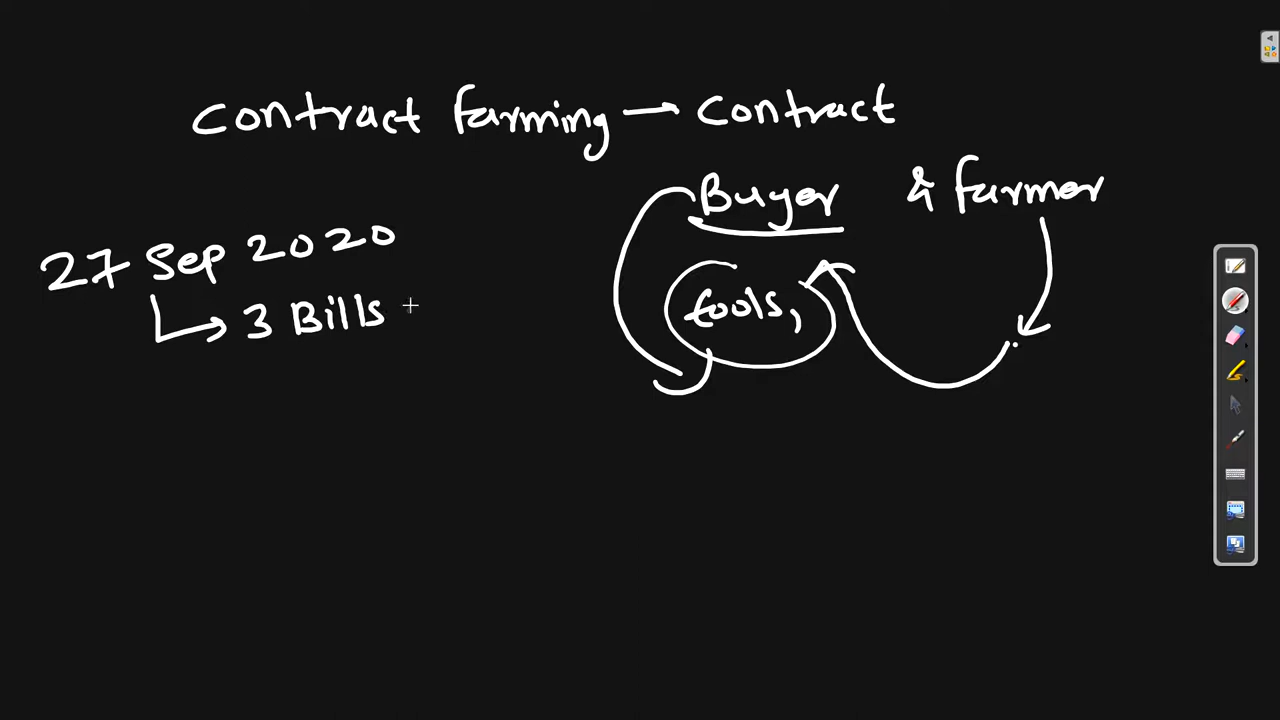 Contract farming → Contract
Buyer & farmer
27 Sep 2020
↳ 3 Bills
tools,